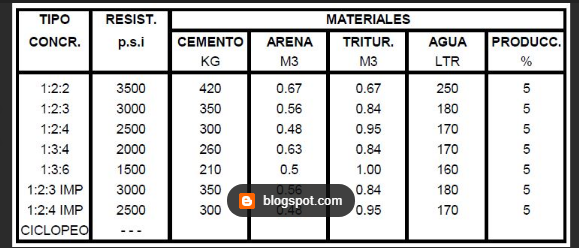 TIPO RESIST. MATERIALES
CONCR. p.s.i CEMENTO ARENA TRITUR. AGUA PRODUCC.
KG M3 M3 LTR %
1:2:2 3500 420 0.67 0.67 250 5
1:2:3 3000 350 0.56 0.84 180 5
1:2:4 2500 300 0.48 0.95 170 5
1:3:4 2000 260 0.63 0.84 170 5
1:3:6 1500 210 0.5 1.00 160 5
1:2:3 IMP 3000 350 0.56 0.84 180 5
1:2:4 IMP 2500 300 0.48 0.95 170 5
blogspot.com
CICLOPEO - - -